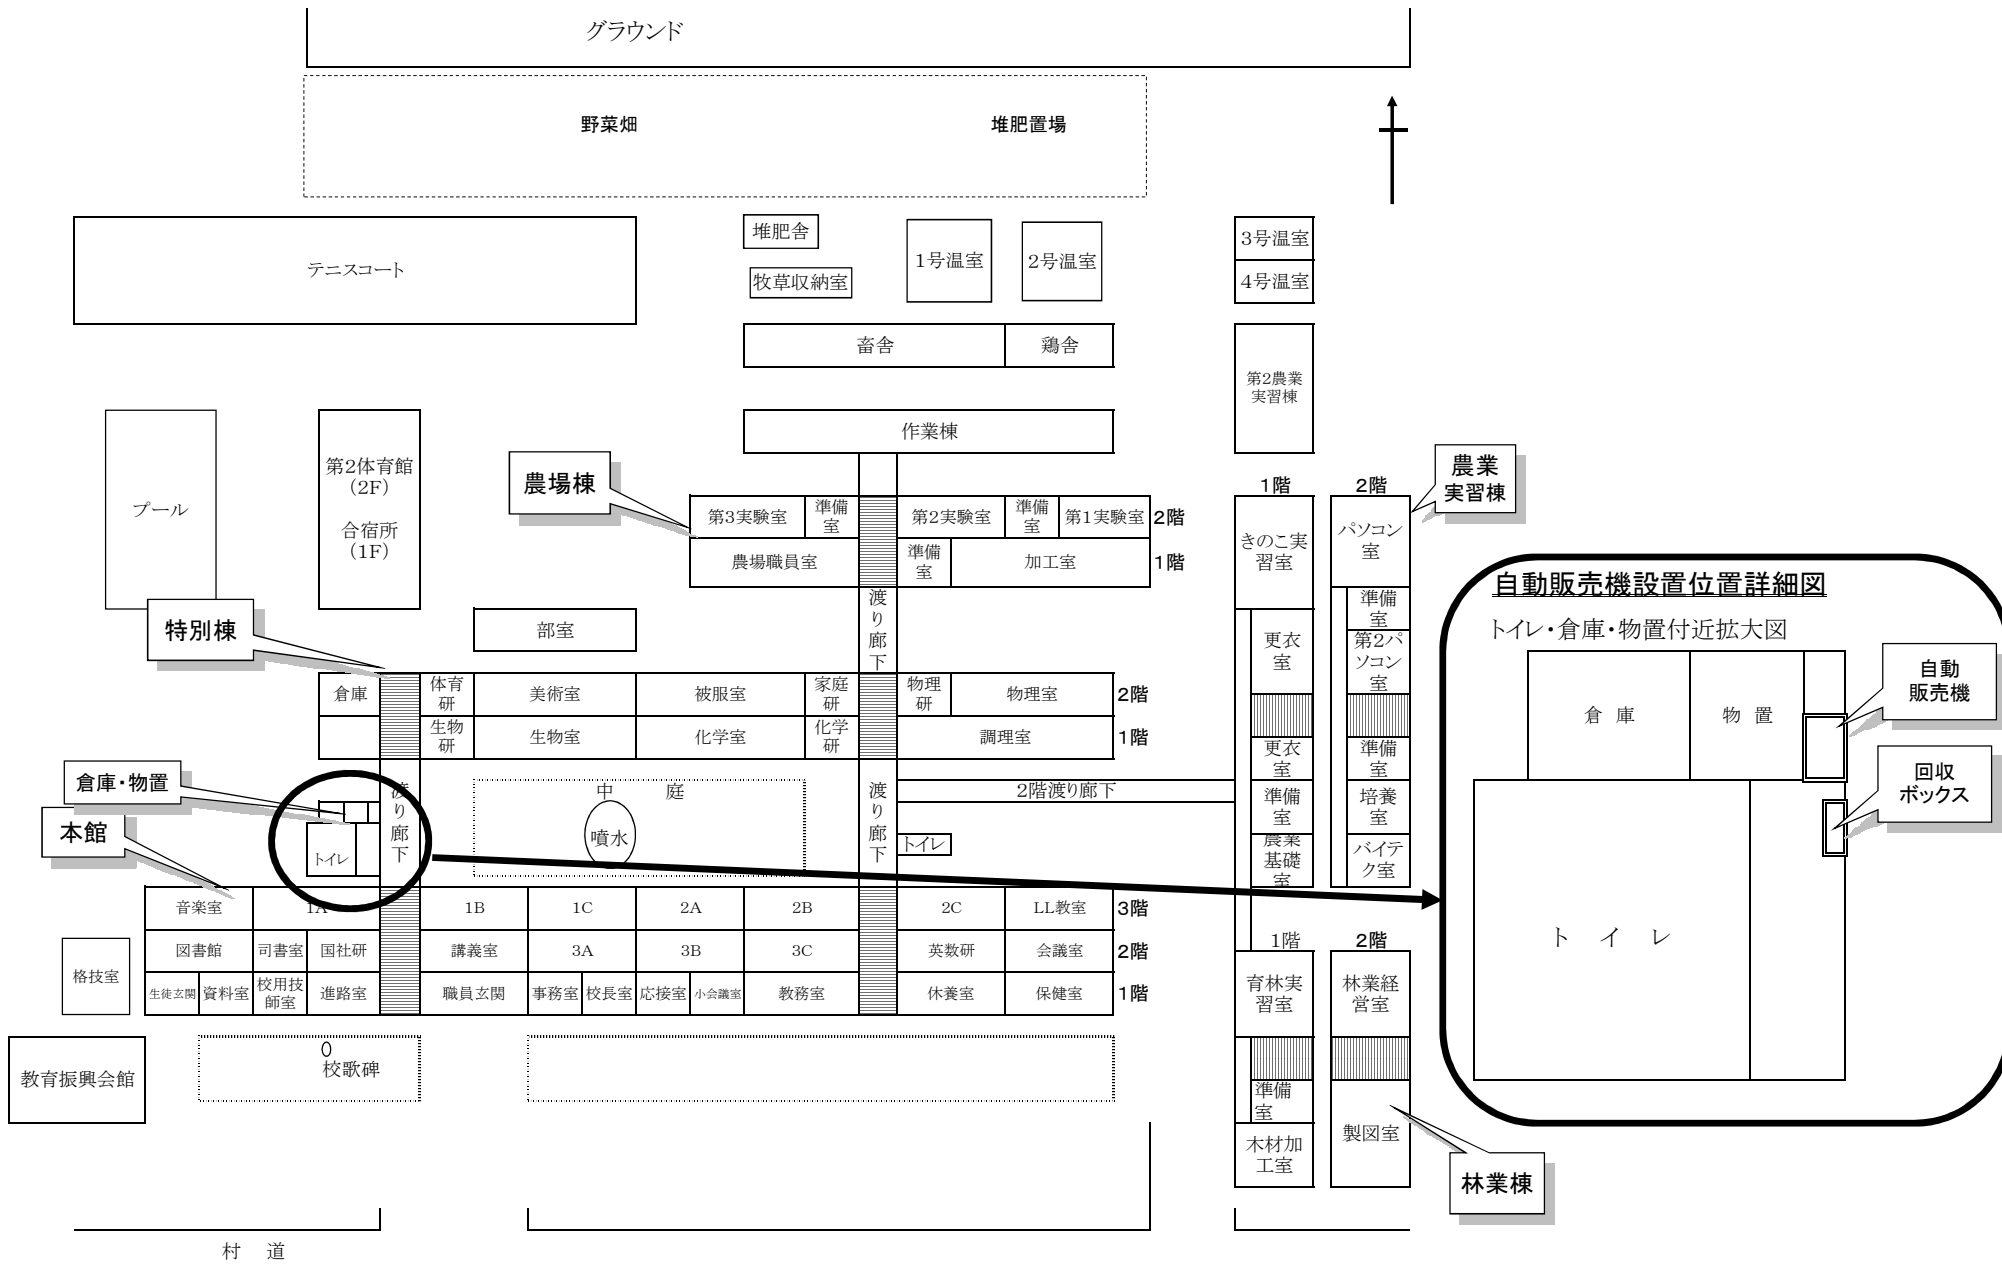 グラウンド
野菜畑
堆肥置場
テニスコート
堆肥舎
牧草収納室
1号温室
2号温室
3号温室
4号温室
畜舎
鶏舎
第2農業
実習棟
プール
第2体育館
(2F)
合宿所
(1F)
作業棟
農場棟
第3実験室
準備
室
第2実験室
準備
室
第1実験室
2階
農場職員室
準備
室
加工室
1階
渡り廊下
部室
特別棟
倉庫
体育
研
美術室
被服室
家庭
研
物理
研
物理室
2階
生物
研
生物室
化学室
化学
研
調理室
1階
倉庫・物置
本館
トイレ
渡り廊下
中 庭
噴水
渡り廊下
2階渡り廊下
トイレ
音楽室
1A
1B
1C
2A
2B
2C
LL教室
3階
図書館
司書室
国社研
講義室
3A
3B
3C
英数研
会議室
2階
生徒玄関
資料室
校用技
師室
進路室
職員玄関
事務室
校長室
応接室
小会議室
教務室
休養室
保健室
1階
格技室
教育振興会館
校歌碑
村 道
1階
2階
農業
実習棟
きのこ実
習室
パソコン
室
準備
室
更衣
室
第2パ
ソコン
室
更衣
室
準備
室
準備
室
培養
室
農業
基礎
室
バイテ
ク室
1階
2階
育林実
習室
林業経
営室
準備
室
木材加
工室
製図室
林業棟
自動販売機設置位置詳細図
トイレ・倉庫・物置付近拡大図
倉 庫
物 置
自動
販売機
回収
ボックス
ト イ レ